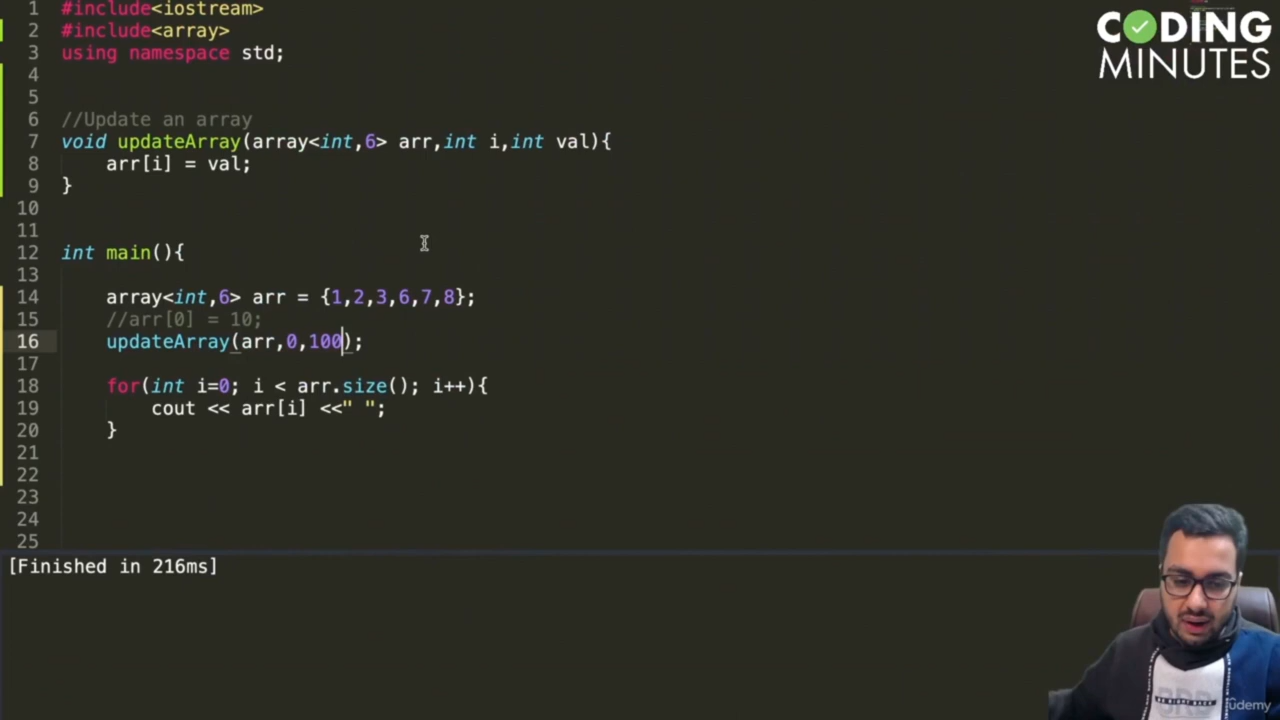 1 #include<iostream>
2 #include<array>
3 using namespace std;
4
5
6 //Update an array
7 void updateArray(array<int,6> arr,int i,int val){
8 arr[i] = val;
9 }
10
11
12 int main(){
13
14 array<int,6> arr = {1,2,3,6,7,8};
15 //arr[0] = 10;
16 updateArray(arr,0,100);
17
18 for(int i=0; i < arr.size(); i++){
19 cout << arr[i] <<" ";
20 }
21
22
23
24
25
[Finished in 216ms]
CODING
MINUTES
BE RIGHT BACK
udemy